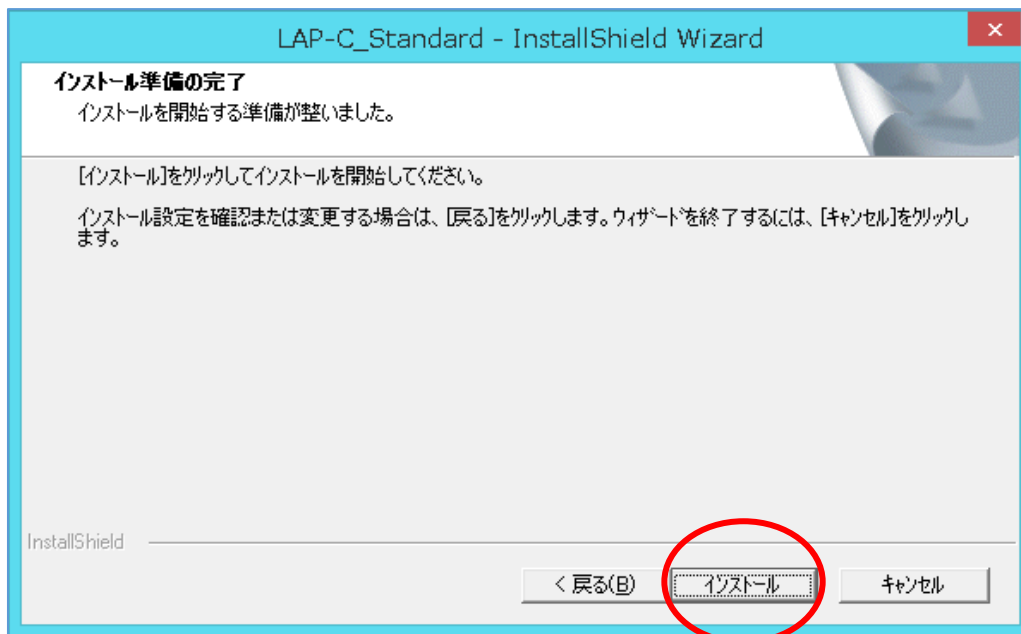 LAP-C_Standard - InstallShield Wizard
インストール準備の完了
インストールを開始する準備が整いました。
[インストール]をクリックしてインストールを開始してください。
インストール設定を確認または変更する場合は、[戻る]をクリックします。ウィザードを終了するには、[キャンセル]をクリックし
ます。
InstallShield
< 戻る(B) インストール キャンセル